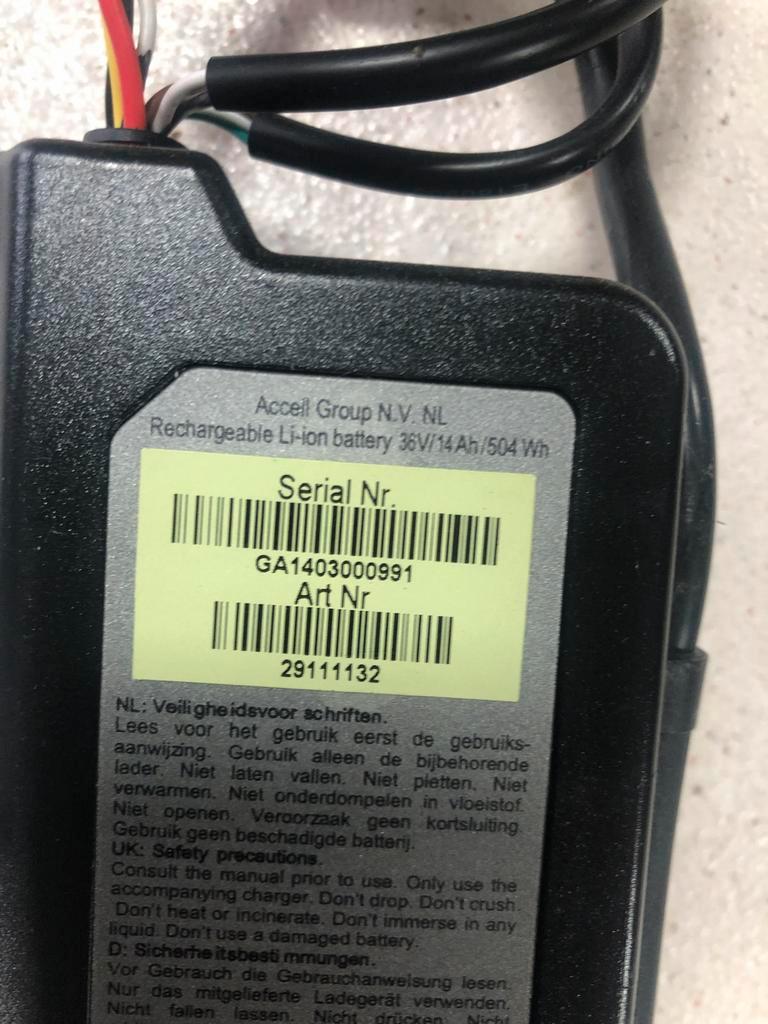 Accell Group N.V. NL
Rechargeable Li-ion battery 36V/14Ah/504 Wh
Serial Nr.
GA1403000991
Art Nr
29111132
NL: Veiligheidsvoorschriften.
Lees voor het gebruik eerst de gebruiks-
aanwijzing. Gebruik alleen de bijbehorende
lader. Niet laten vallen. Niet pletten. Niet
verwarmen. Niet onderdompelen in vloeistof.
Niet openen. Veroorzaak geen kortsluiting.
Gebruik geen beschadigde batterij.
UK: Safety precautions.
Consult the manual prior to use. Only use the
accompanying charger. Don't drop. Don't crush.
Don't heat or incinerate. Don't immerse in any
liquid. Don't use a damaged battery.
D: Sicherheitsbestimmungen.
Vor Gebrauch die Gebrauchanweisung lesen.
Nur das mitgelieferte Ladegerät verwenden.
Nicht fallen lassen. Nicht drücken. Nicht